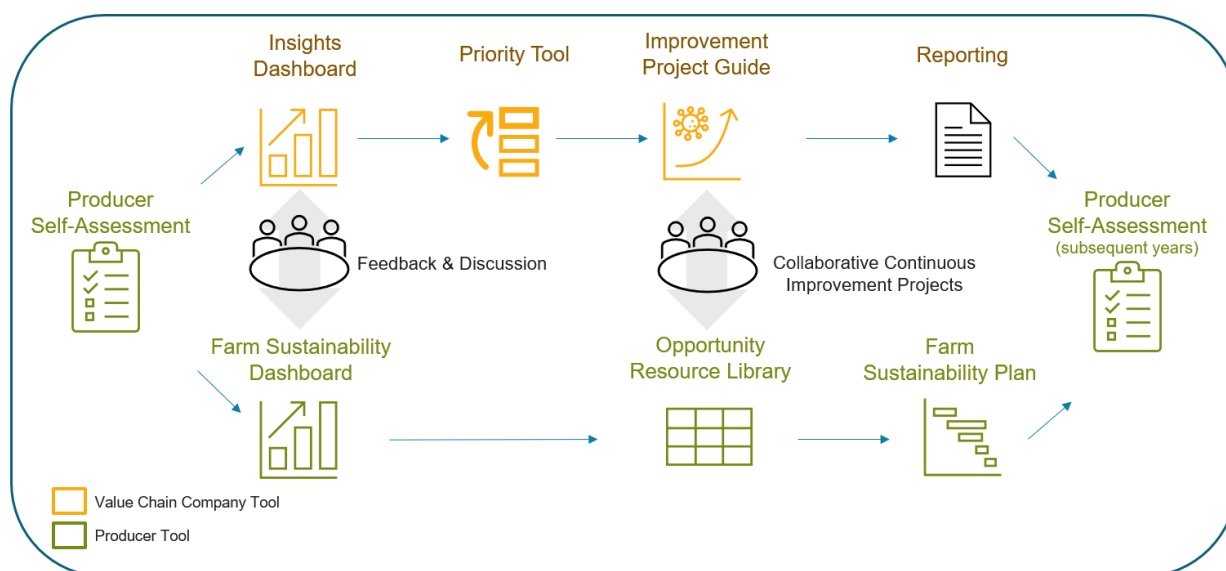 Insights
Dashboard
Priority Tool
Improvement
Project Guide
Reporting
Producer
Self-Assessment
Feedback & Discussion
Collaborative Continuous
Improvement Projects
Producer
Self-Assessment
(subsequent years)
Farm Sustainability
Dashboard
Opportunity
Resource Library
Farm
Sustainability Plan
Value Chain Company Tool
Producer Tool